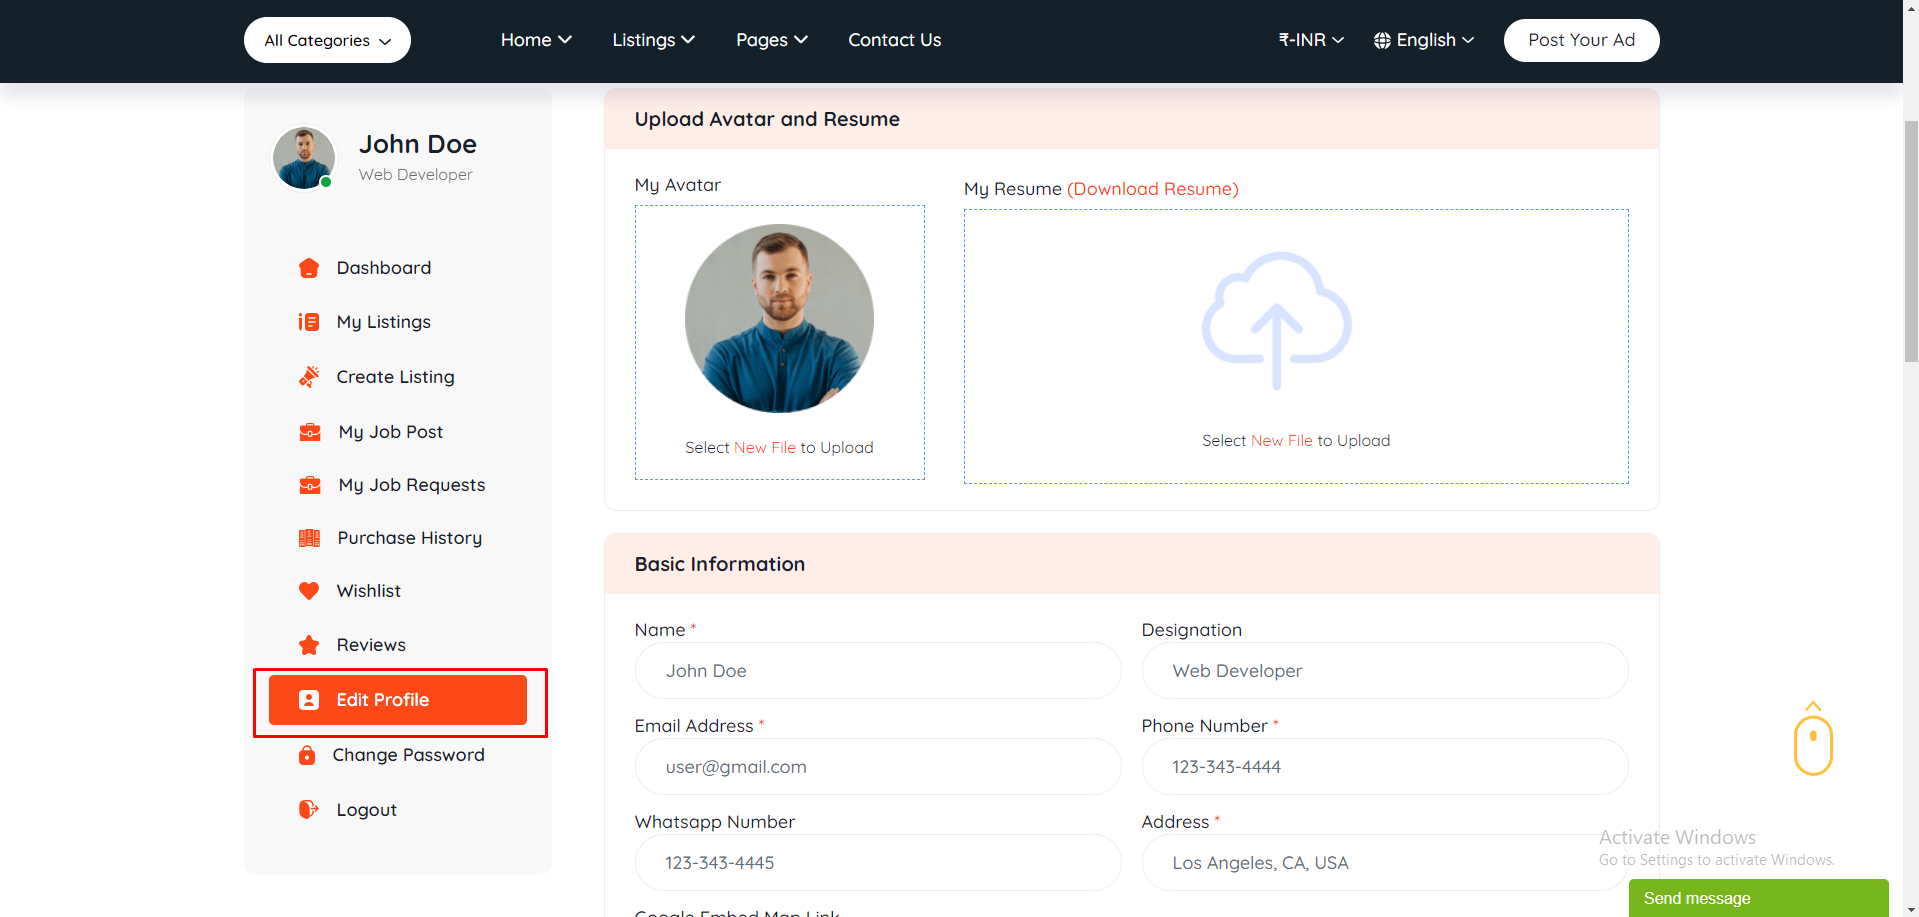 All Categories
Home
Listings
Pages
Contact Us
₹-INR
English
Post Your Ad
John Doe
Web Developer
Dashboard
My Listings
Create Listing
My Job Post
My Job Requests
Purchase History
Wishlist
Reviews
Edit Profile
Change Password
Logout
Upload Avatar and Resume
My Avatar
Select New File to Upload
My Resume (Download Resume)
Select New File to Upload
Basic Information
Name *
John Doe
Designation
Web Developer
Email Address *
user@gmail.com
Phone Number *
123-343-4444
Whatsapp Number
123-343-4445
Address *
Los Angeles, CA, USA
Google Embed Map Link
Activate Windows
Go to Settings to activate Windows.
Send message